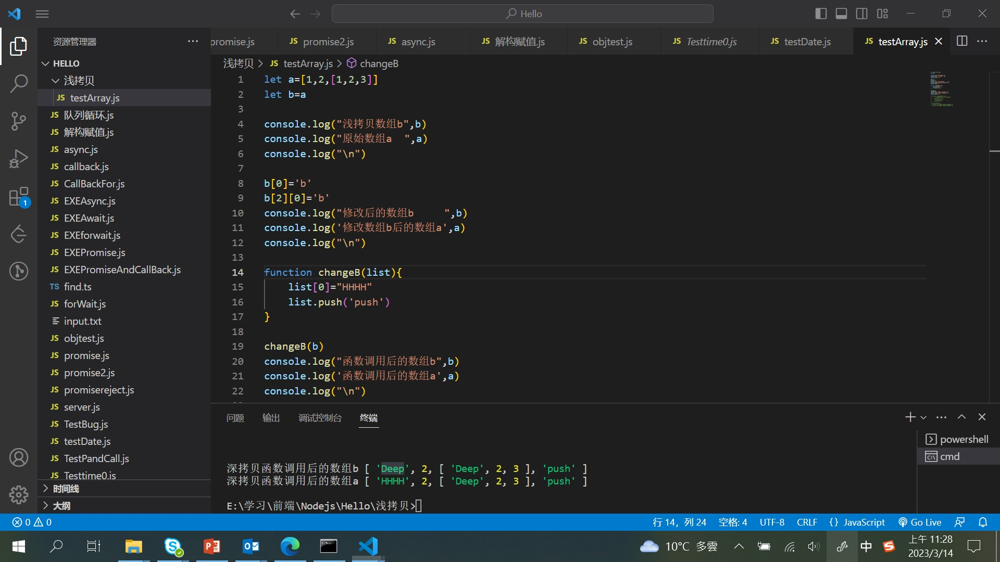 Hello
资源管理器
promise.js
JS promise2.js
JS async.js
JS 解构赋值.js
JS objtest.js
JS Testtime0.js
JS testDate.js
JS testArray.js
HELLO
浅拷贝
JS testArray.js
JS 队列循环.js
JS 解构赋值.js
JS async.js
JS callback.js
JS CallBackFor.js
JS EXEAsync.js
JS EXEAwait.js
JS EXEforwait.js
JS EXEPromise.js
JS EXEPromiseAndCallBack.js
TS find.ts
JS forWait.js
input.txt
JS objtest.js
JS promise.js
JS promise2.js
JS promisereject.js
JS server.js
JS TestBug.js
JS testDate.js
JS TestPandCall.js
JS Testtime0.js
时间线
大纲
1
浅拷贝 > JS testArray.js > changeB
1 let a=[1,2,[1,2,3]]
2 let b=a
3
4 console.log("浅拷贝数组b",b)
5 console.log("原始数组a  ",a)
6 console.log("\n")
7
8 b[0]='b'
9 b[2][0]='b'
10 console.log("修改后的数组b     ",b)
11 console.log('修改数组b后的数组a',a)
12 console.log("\n")
13
14 function changeB(list){
15     list[0]="HHHH"
16     list.push('push')
17 }
18
19 changeB(b)
20 console.log("函数调用后的数组b",b)
21 console.log('函数调用后的数组a',a)
22 console.log("\n")
问题 输出 调试控制台 终端
powershell
cmd
深拷贝函数调用后的数组b [ 'Deep', 2, [ 'Deep', 2, 3 ], 'push' ]
深拷贝函数调用后的数组a [ 'HHHH', 2, [ 'Deep', 2, 3 ], 'push' ]
E:\学习\前端\Nodejs\Hello\浅拷贝>
0 0
行 14，列 24 空格: 4 UTF-8 CRLF {} JavaScript Go Live
10°C 多雲
中
上午 11:28
2023/3/14